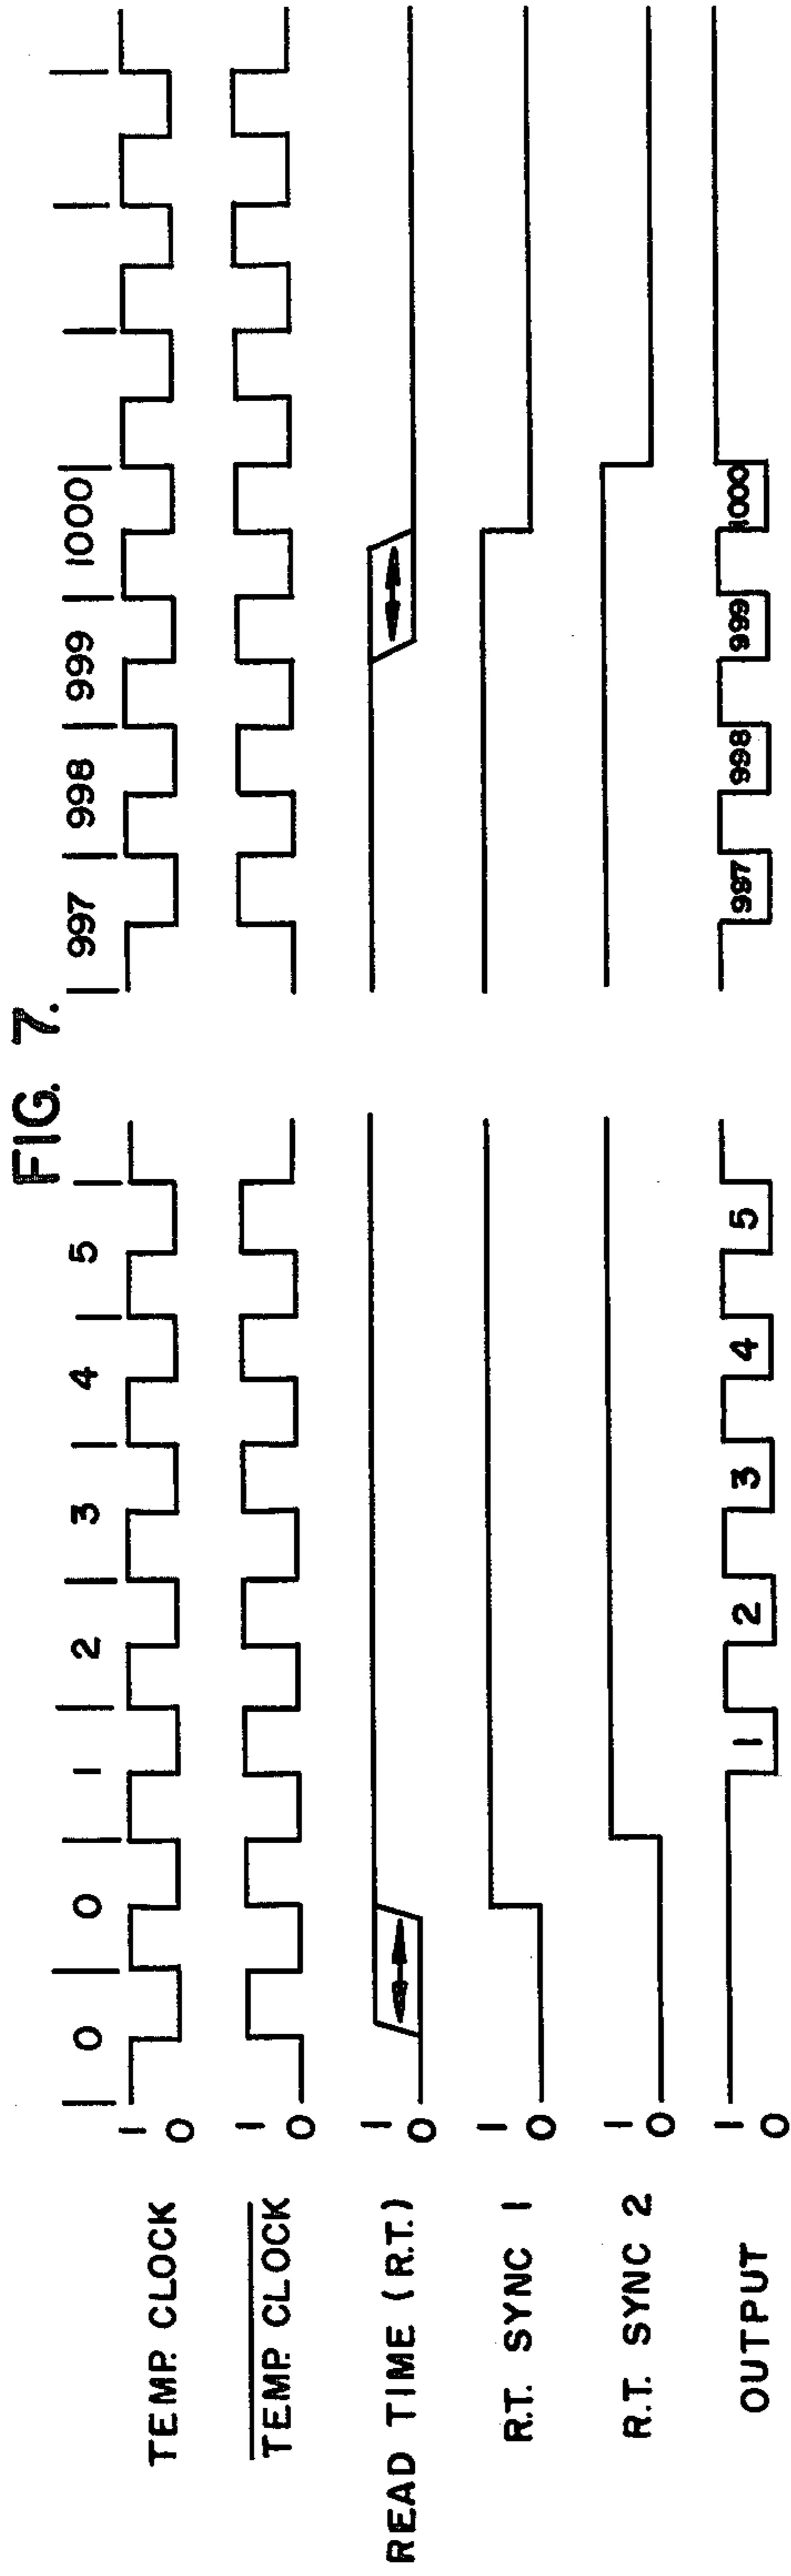 FIG. 7.
0 0 1 2 3 4 5 997 998 999 1000
TEMP. CLOCK 1 0
TEMP. CLOCK 1 0
READ TIME (R.T.) 1 0
R.T. SYNC 1 1 0
R.T. SYNC 2 1 0
OUTPUT 1 0 1 2 3 4 5 997 998 999 1000